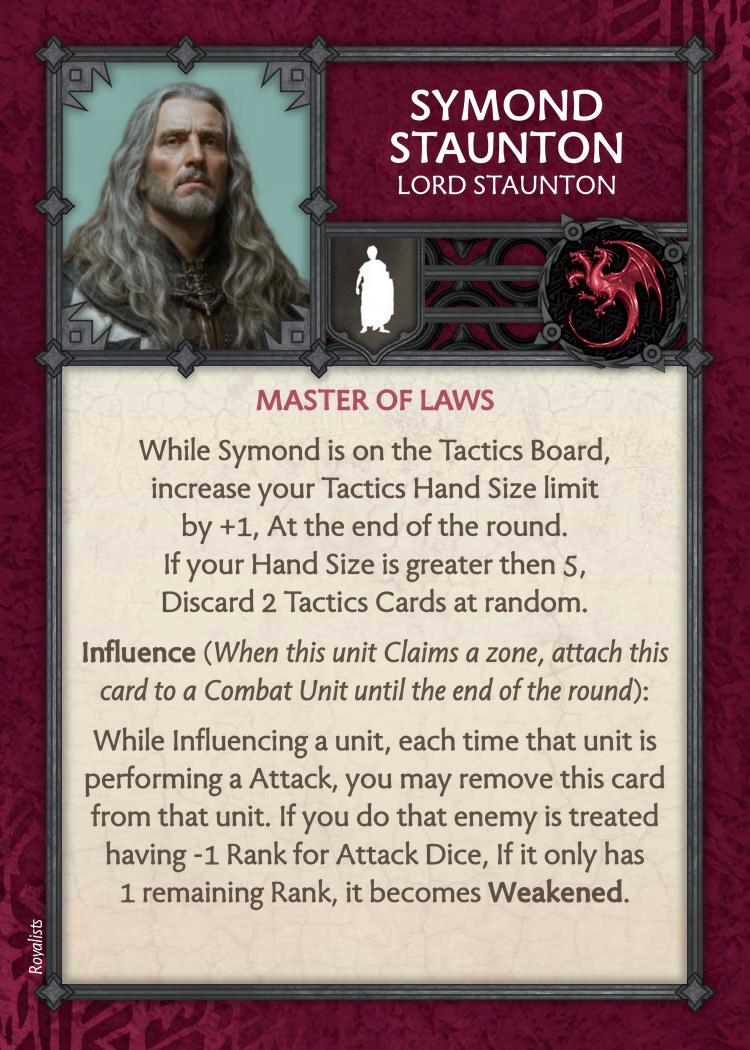 SYMOND
STAUNTON
LORD STAUNTON
MASTER OF LAWS
While Symond is on the Tactics Board,
increase your Tactics Hand Size limit
by +1, At the end of the round.
If your Hand Size is greater then 5,
Discard 2 Tactics Cards at random.
Influence (When this unit Claims a zone, attach this
card to a Combat Unit until the end of the round):
While Influencing a unit, each time that unit is
performing a Attack, you may remove this card
from that unit. If you do that enemy is treated
having -1 Rank for Attack Dice, If it only has
1 remaining Rank, it becomes Weakened.
Royalists